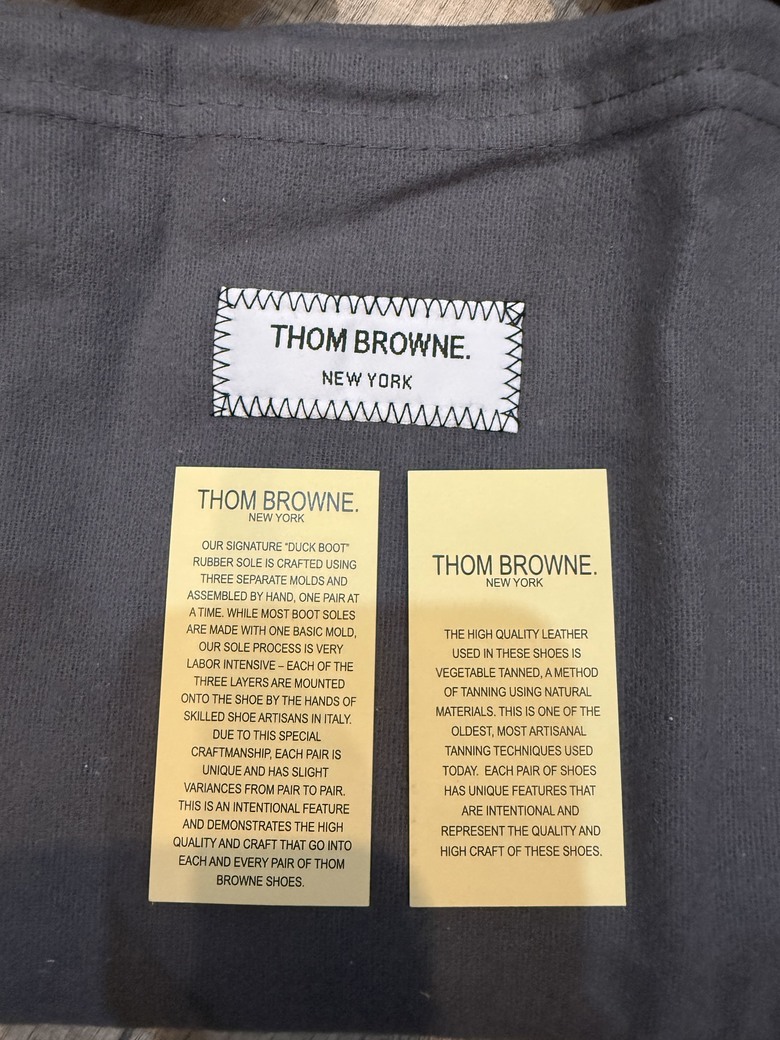 THOM BROWNE.
NEW YORK
THOM BROWNE.
NEW YORK
OUR SIGNATURE “DUCK BOOT”
RUBBER SOLE IS CRAFTED USING
THREE SEPARATE MOLDS AND
ASSEMBLED BY HAND, ONE PAIR AT
A TIME. WHILE MOST BOOT SOLES
ARE MADE WITH ONE BASIC MOLD,
OUR SOLE PROCESS IS VERY
LABOR INTENSIVE – EACH OF THE
THREE LAYERS ARE MOUNTED
ONTO THE SHOE BY THE HANDS OF
SKILLED SHOE ARTISANS IN ITALY.
DUE TO THIS SPECIAL
CRAFTMANSHIP, EACH PAIR IS
UNIQUE AND HAS SLIGHT
VARIANCES FROM PAIR TO PAIR.
THIS IS AN INTENTIONAL FEATURE
AND DEMONSTRATES THE HIGH
QUALITY AND CRAFT THAT GO INTO
EACH AND EVERY PAIR OF THOM
BROWNE SHOES.
THOM BROWNE.
NEW YORK
THE HIGH QUALITY LEATHER
USED IN THESE SHOES IS
VEGETABLE TANNED, A METHOD
OF TANNING USING NATURAL
MATERIALS. THIS IS ONE OF THE
OLDEST, MOST ARTISANAL
TANNING TECHNIQUES USED
TODAY. EACH PAIR OF SHOES
HAS UNIQUE FEATURES THAT
ARE INTENTIONAL AND
REPRESENT THE QUALITY AND
HIGH CRAFT OF THESE SHOES.